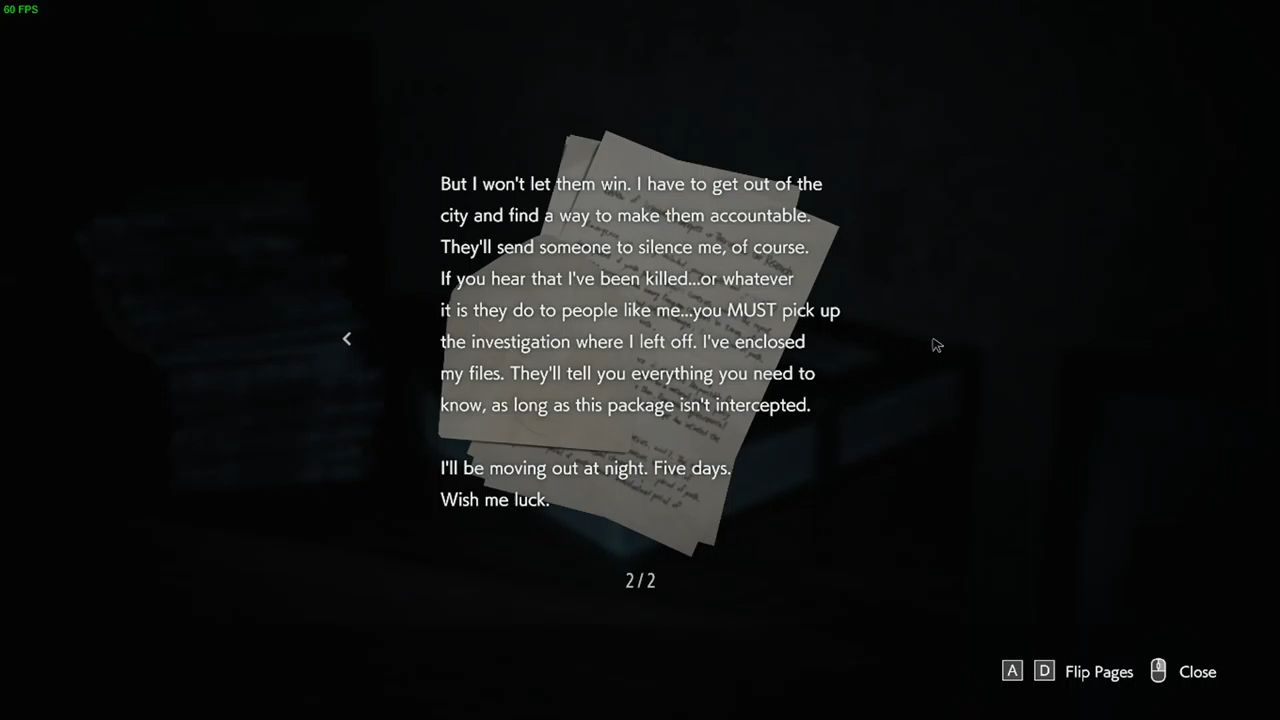 60 FPS
But I won't let them win. I have to get out of the
city and find a way to make them accountable.
They'll send someone to silence me, of course.
If you hear that I've been killed...or whatever
it is they do to people like me...you MUST pick up
the investigation where I left off. I've enclosed
my files. They'll tell you everything you need to
know, as long as this package isn't intercepted.
I'll be moving out at night. Five days.
Wish me luck.
2 / 2
A D Flip Pages Close